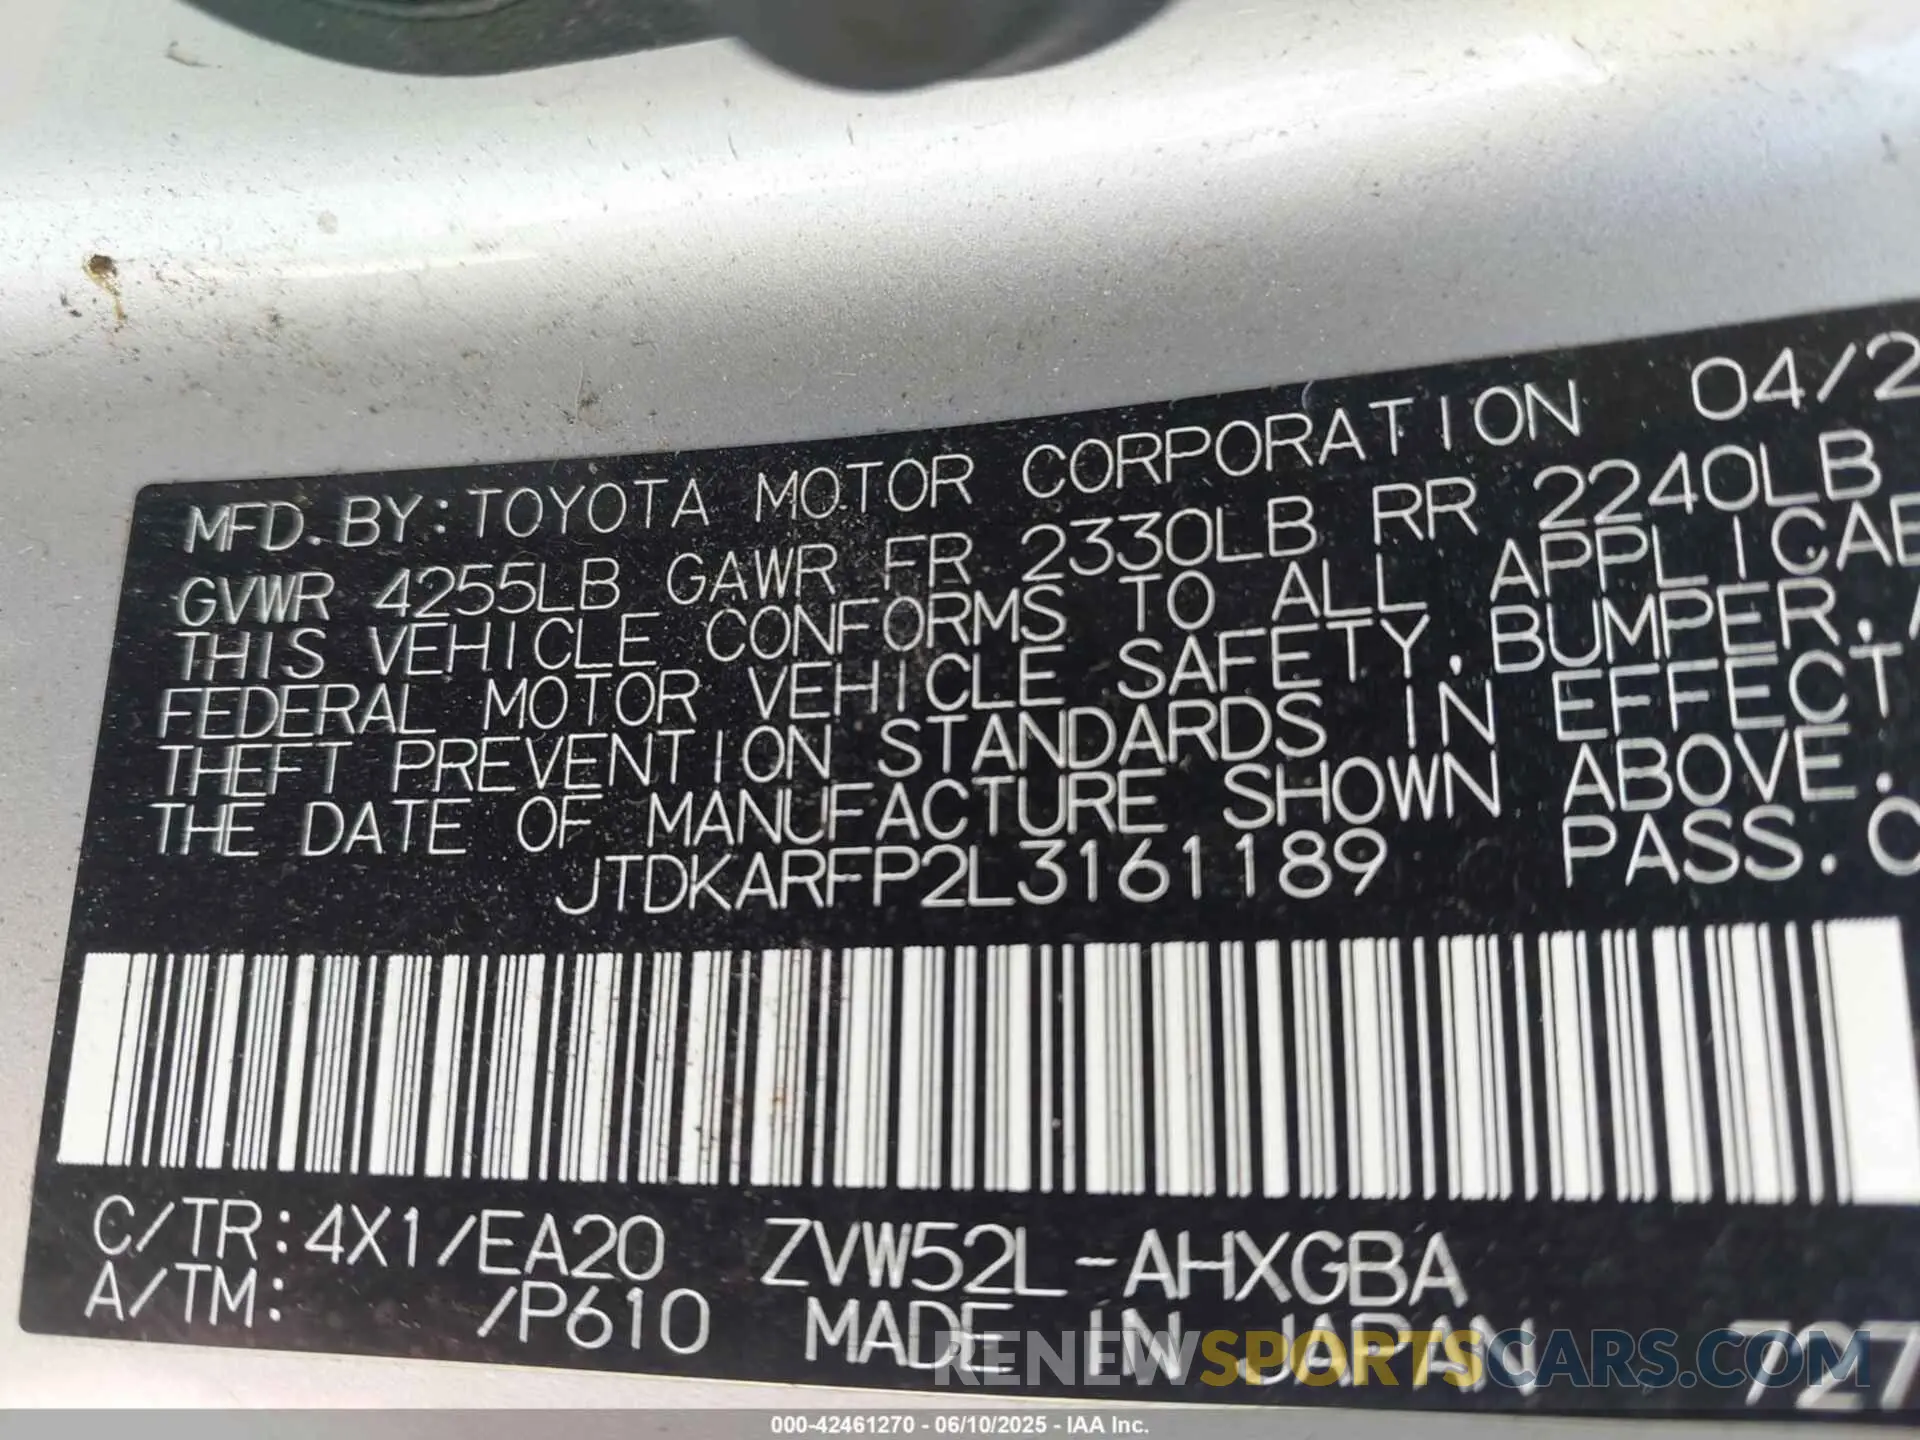 MFD. BY: TOYOTA MOTOR CORPORATION 04/2
GVWR 4255LB GAWR FR 2330LB RR 2240LB
THIS VEHICLE CONFORMS TO ALL APPLICAB
FEDERAL MOTOR VEHICLE SAFETY, BUMPER, A
THEFT PREVENTION STANDARDS IN EFFECT
THE DATE OF MANUFACTURE SHOWN ABOVE.
JTDKARFP2L3161189 PASS. C
C/TR: 4X1/EA20 ZVW52L-AHXGBA
A/TM: /P610 MADE IN JAPAN 727
RENEWSPORTSCARS.COM
000-42461270 - 06/10/2025 - IAA Inc.